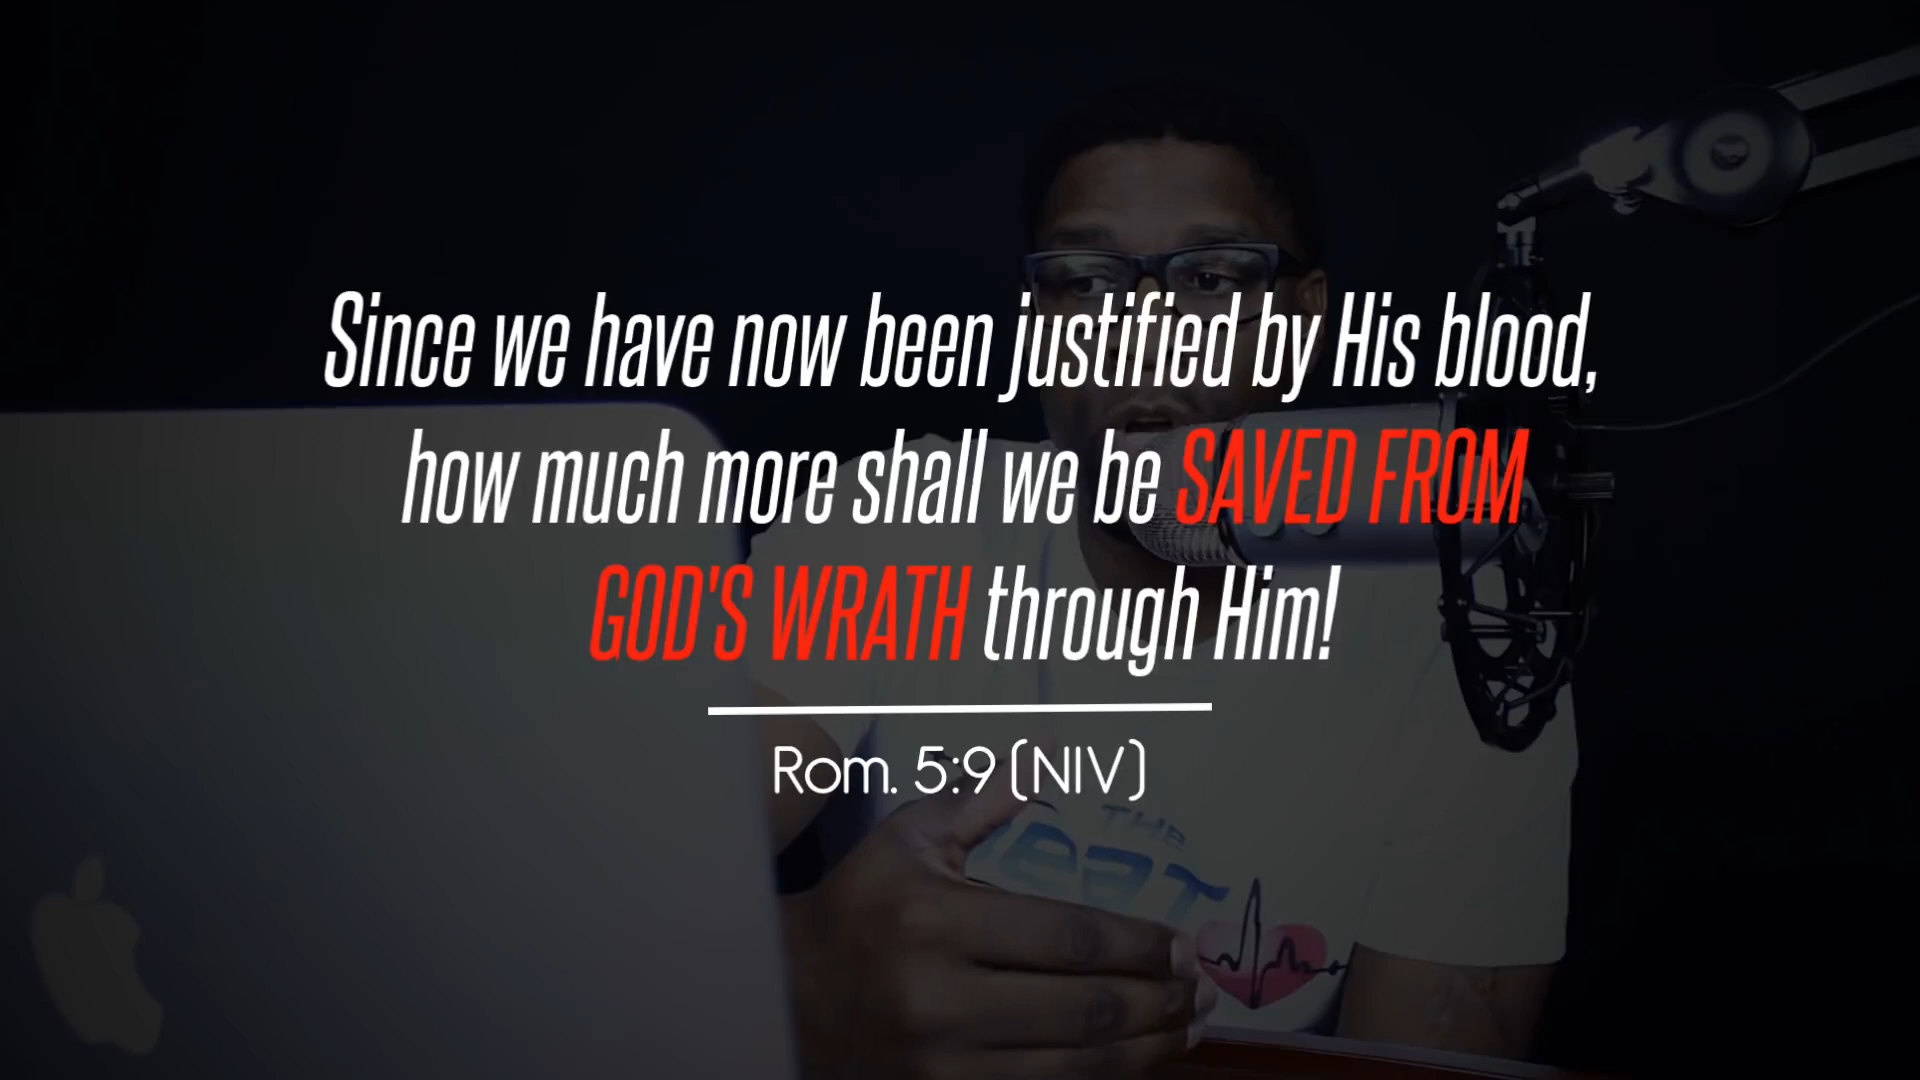 Since we have now been justified by His blood,
how much more shall we be SAVED FROM
GOD'S WRATH through Him!
Rom. 5:9 (NIV)
THE